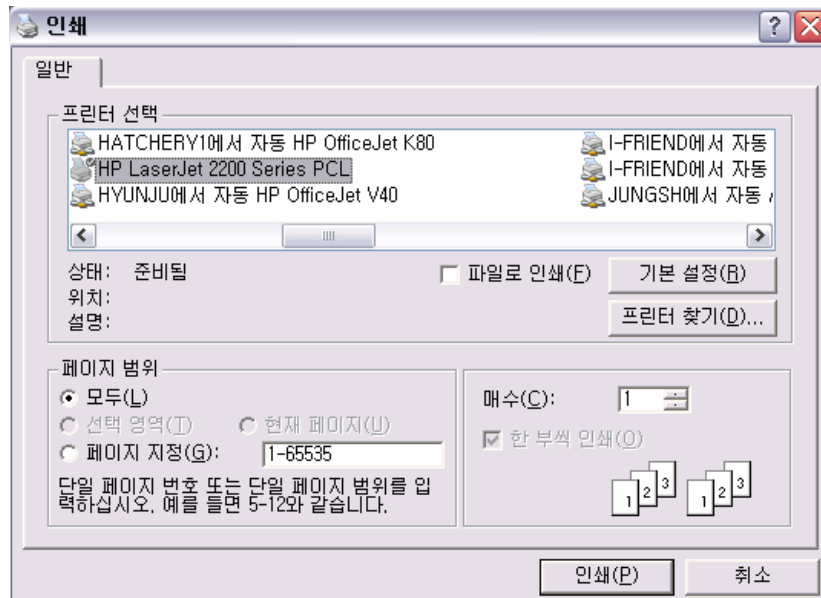 인쇄
일반
프린터 선택
HATCHERY1에서 자동 HP OfficeJet K80
I-FRIEND에서 자동
HP LaserJet 2200 Series PCL
I-FRIEND에서 자동
HYUNJU에서 자동 HP OfficeJet V40
JUNGSH에서 자동
상태: 준비됨
파일로 인쇄(F)
기본 설정(R)
위치:
설명:
프린터 찾기(D)...
페이지 범위
모두(L)
선택 영역(T) 현재 페이지(U)
페이지 지정(G): 1-65535
단일 페이지 번호 또는 단일 페이지 범위를 입
력하십시오. 예를 들면 5-12와 같습니다.
매수(C): 1
한 부씩 인쇄(O)
1 2 3 1 2 3
인쇄(P) 취소